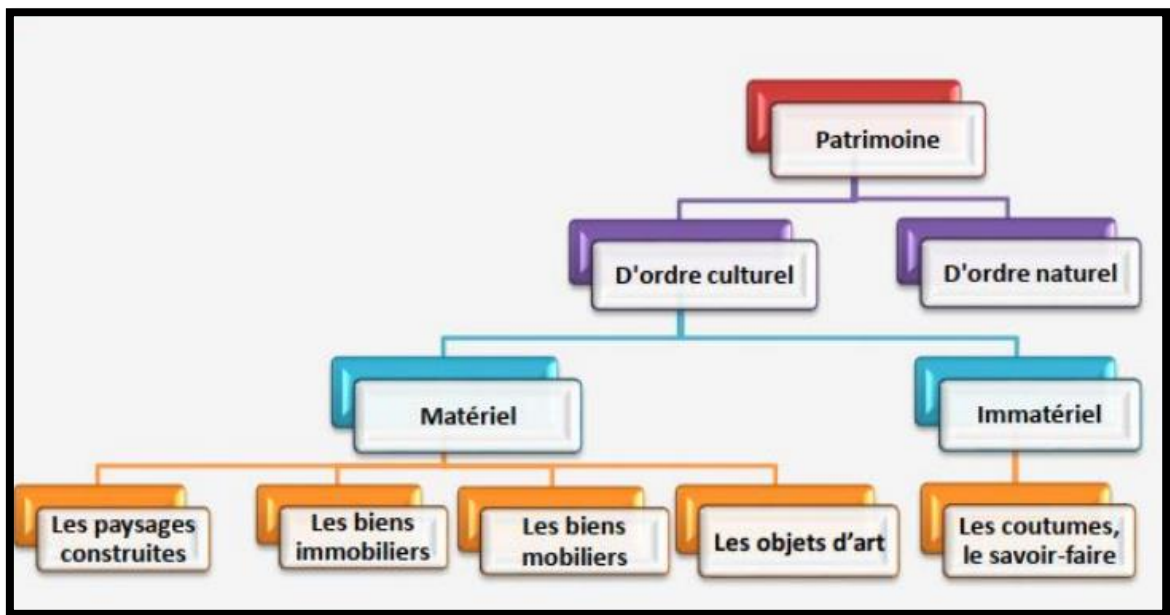 Patrimoine
D'ordre culturel
D'ordre naturel
Matériel
Immatériel
Les paysages
construites
Les biens
immobiliers
Les biens
mobiliers
Les objets d’art
Les coutumes,
le savoir-faire